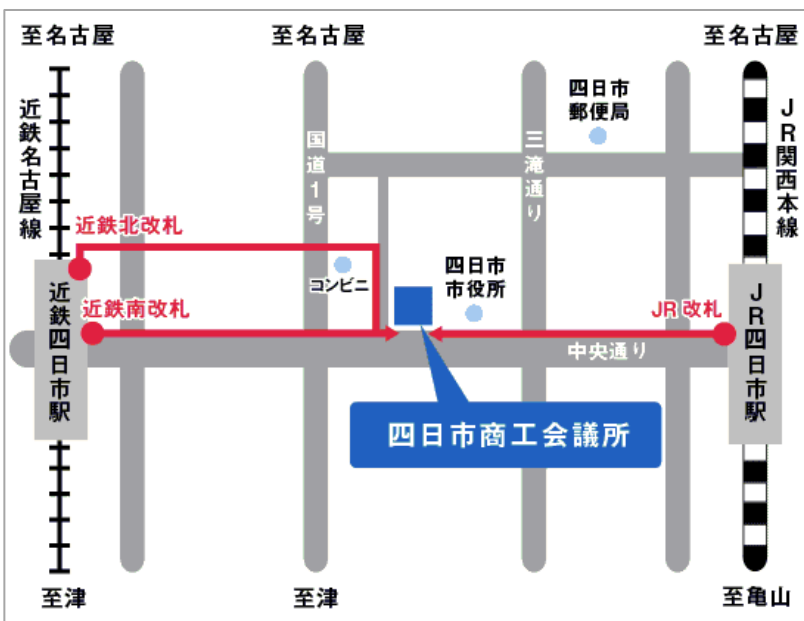 至名古屋
至名古屋
至名古屋
近鉄名古屋線
国道1号
三滝通り
四日市
郵便局
JR関西本線
近鉄北改札
コンビニ
四日市
市役所
近鉄南改札
JR改札
近鉄四日市駅
JR四日市駅
中央通り
四日市商工会議所
至津
至津
至亀山